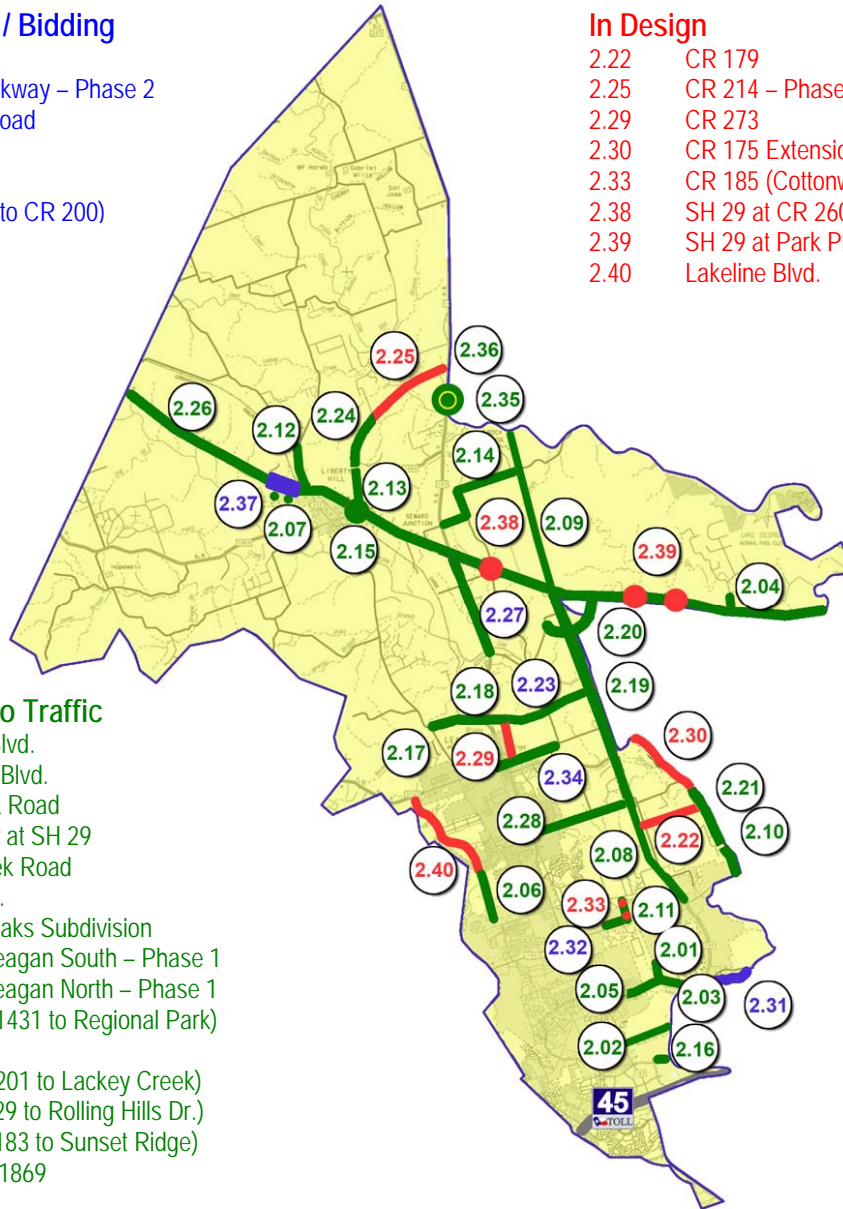 / Bidding
kway – Phase 2
oad
to CR 200)
In Design
2.22 CR 179
2.25 CR 214 – Phase
2.29 CR 273
2.30 CR 175 Extensio
2.33 CR 185 (Cottonw
2.38 SH 29 at CR 260
2.39 SH 29 at Park Pl
2.40 Lakeline Blvd.
2.25
2.36
2.35
2.26
2.12
2.24
2.14
LIBERTY
HILL
2.13
2.37
2.07
2.15
SEWARD
JUNCTION
2.38
2.09
2.39
2.04
2.27
2.20
2.18
2.23
2.19
2.17
2.29
2.34
2.30
2.21
2.28
2.22
2.10
2.08
2.40
2.06
2.33
2.11
2.32
2.01
2.05
2.03
2.31
2.02
2.16
45
TOLL
o Traffic
lvd.
Blvd.
Road
at SH 29
ek Road
aks Subdivision
eagan South – Phase 1
eagan North – Phase 1
1431 to Regional Park)
201 to Lackey Creek)
29 to Rolling Hills Dr.)
183 to Sunset Ridge)
1869